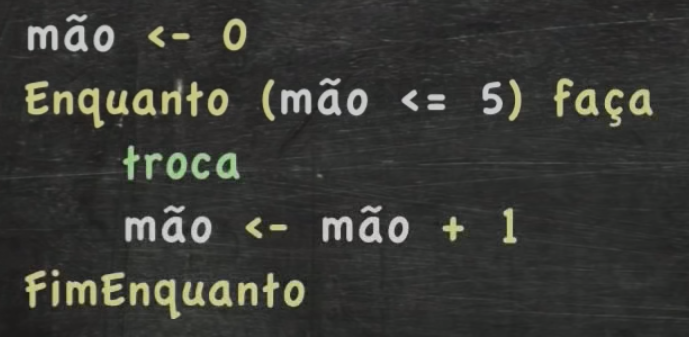 mão <- 0
Enquanto (mão <= 5) faça
troca
mão <- mão + 1
FimEnquanto